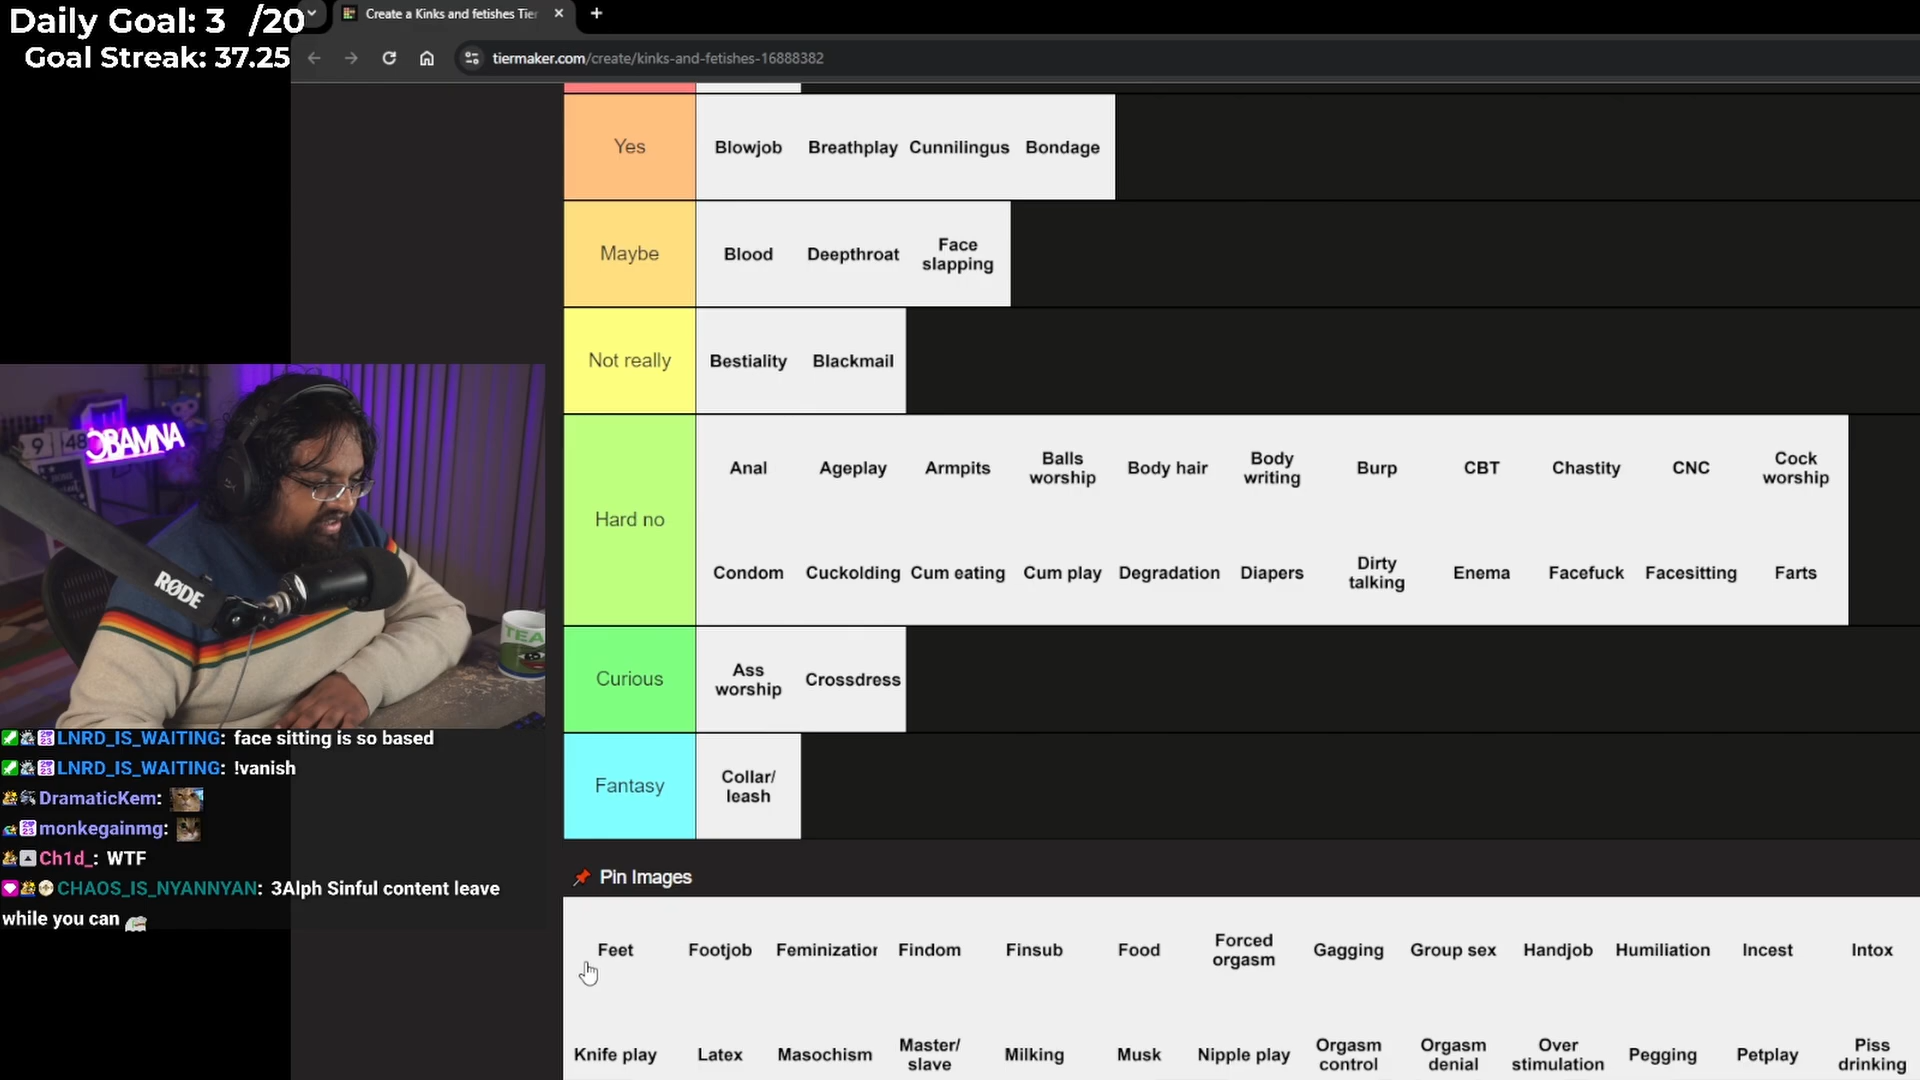 Daily Goal: 3 /20
Goal Streak: 37.25
Create a Kinks and fetishes Tier
tiermaker.com/create/kinks-and-fetishes-16888382
Yes
Blowjob Breathplay Cunnilingus Bondage
Maybe
Blood Deepthroat Face slapping
Not really
Bestiality Blackmail
Hard no
Anal Ageplay Armpits Balls worship Body hair Body writing Burp CBT Chastity CNC Cock worship
Condom Cuckolding Cum eating Cum play Degradation Diapers Dirty talking Enema Facefuck Facesitting Farts
Curious
Ass worship Crossdress
Fantasy
Collar/ leash
Pin Images
Feet Footjob Feminization Findom Finsub Food Forced orgasm Gagging Group sex Handjob Humiliation Incest Intox
Knife play Latex Masochism Master/ slave Milking Musk Nipple play Orgasm control Orgasm denial Over stimulation Pegging Petplay Piss drinking
9 48
OBAMNA
RØDE
TEA
LNRD_IS_WAITING: face sitting is so based
LNRD_IS_WAITING: !vanish
DramaticKem:
monkegainmg:
Ch1d_: WTF
CHAOS_IS_NYANNYAN: 3Alph Sinful content leave
while you can